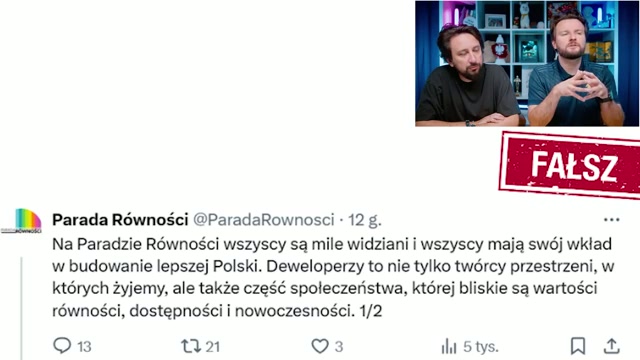 FAŁSZ
Parada Równości @ParadaRownosci · 12 g.
Na Paradzie Równości wszyscy są mile widziani i wszyscy mają swój wkład
w budowanie lepszej Polski. Deweloperzy to nie tylko twórcy przestrzeni, w
których żyjemy, ale także część społeczeństwa, której bliskie są wartości
równości, dostępności i nowoczesności. 1/2
13 21 3 5 tys.